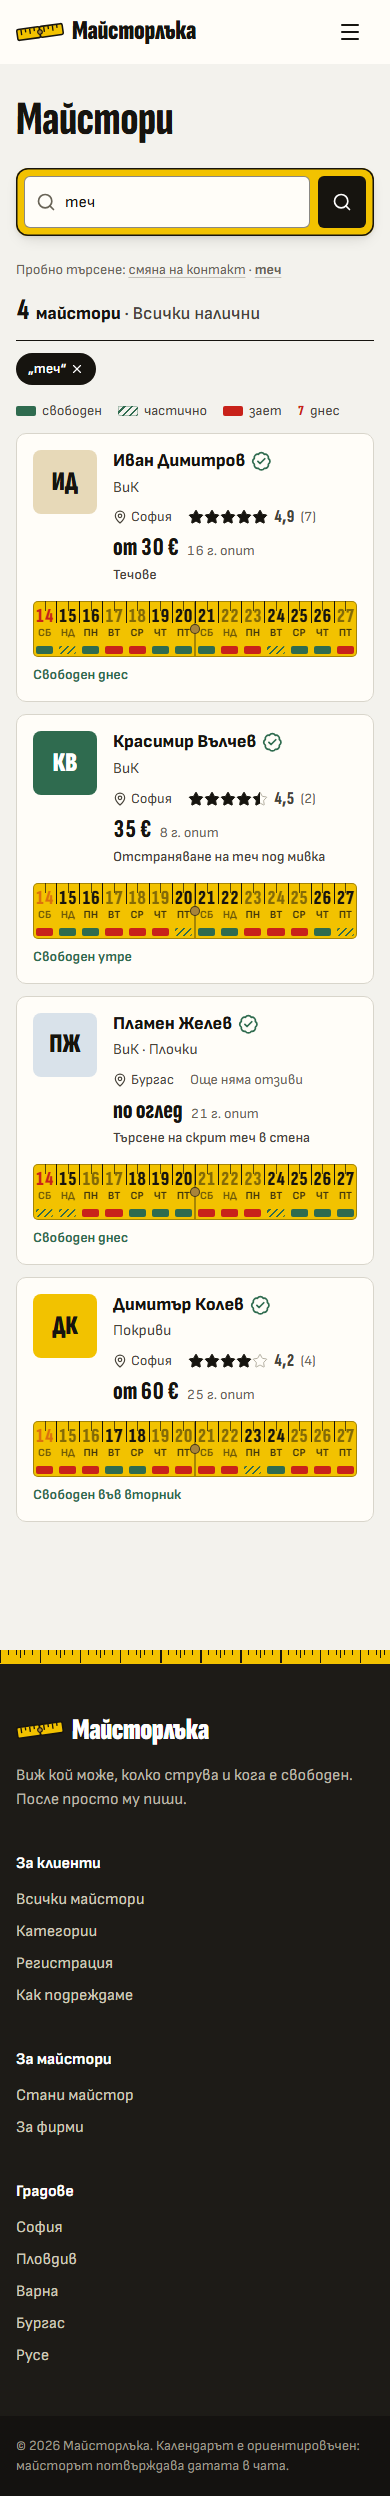 Майсторлъка
Майстори
теч
Пробно търсене: смяна на контакт · теч
4 майстори · Всички налични
„теч“ ×
свободен частично зает 7 днес
ИД
Иван Димитров
ВиК
София 4,9 (7)
от 30 € 16 г. опит
Течове
14 15 16 17 18 19 20 21 22 23 24 25 26 27
СБ НД ПН ВТ СР ЧТ ПТ СБ НД ПН ВТ СР ЧТ ПТ
Свободен днес
КВ
Красимир Вълчев
ВиК
София 4,5 (2)
35 € 8 г. опит
Отстраняване на теч под мивка
14 15 16 17 18 19 20 21 22 23 24 25 26 27
СБ НД ПН ВТ СР ЧТ ПТ СБ НД ПН ВТ СР ЧТ ПТ
Свободен утре
ПЖ
Пламен Желев
ВиК · Плочки
Бургас Още няма отзиви
по оглед 21 г. опит
Търсене на скрит теч в стена
14 15 16 17 18 19 20 21 22 23 24 25 26 27
СБ НД ПН ВТ СР ЧТ ПТ СБ НД ПН ВТ СР ЧТ ПТ
Свободен днес
ДК
Димитър Колев
Покриви
София 4,2 (4)
от 60 € 25 г. опит
14 15 16 17 18 19 20 21 22 23 24 25 26 27
СБ НД ПН ВТ СР ЧТ ПТ СБ НД ПН ВТ СР ЧТ ПТ
Свободен във вторник
Майсторлъка
Виж кой може, колко струва и кога е свободен.
После просто му пиши.
За клиенти
Всички майстори
Категории
Регистрация
Как подреждаме
За майстори
Стани майстор
За фирми
Градове
София
Пловдив
Варна
Бургас
Русе
© 2026 Майсторлъка. Календарът е ориентировъчен:
майсторът потвърждава датата в чата.